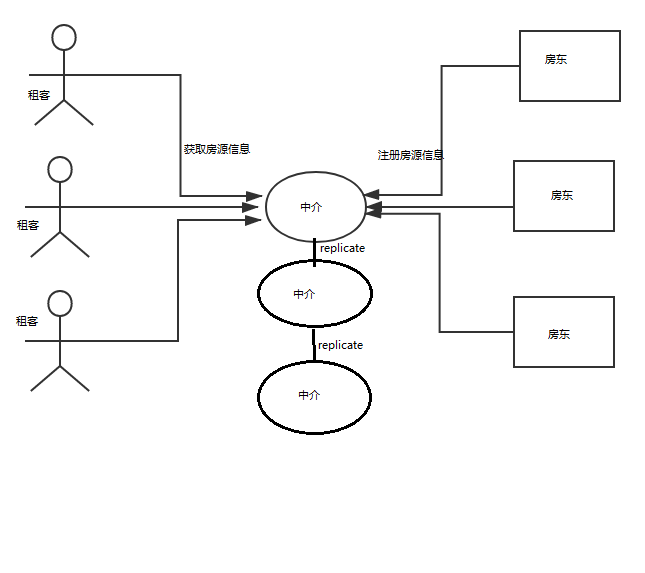 房东
租客
获取房源信息
注册房源信息
房东
中介
租客
replicate
中介
租客
房东
replicate
中介